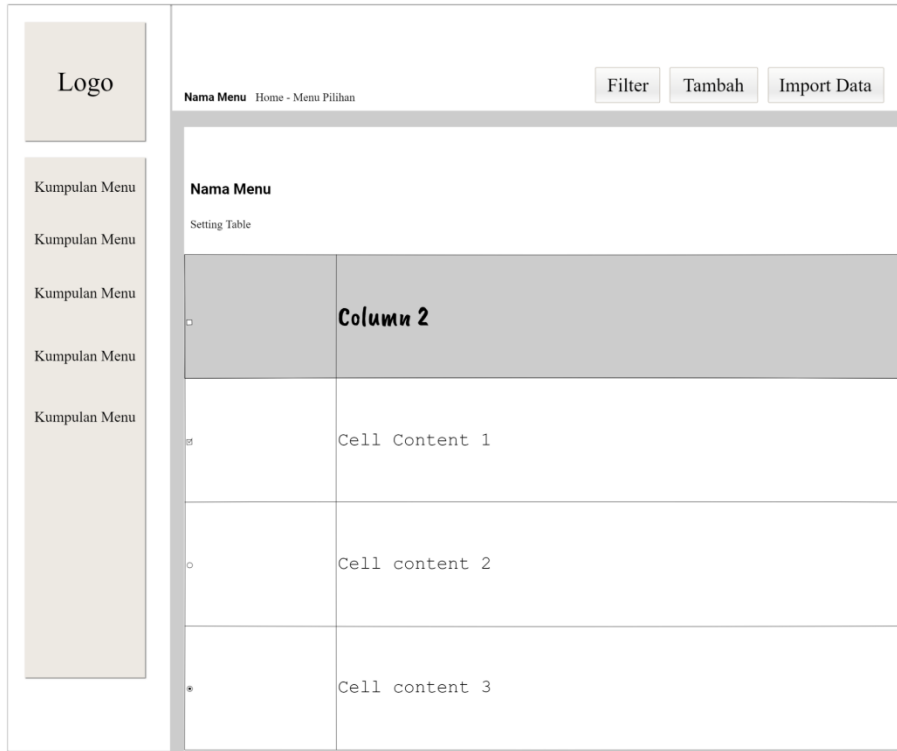 Logo
Kumpulan Menu
Kumpulan Menu
Kumpulan Menu
Kumpulan Menu
Kumpulan Menu
Nama Menu Home - Menu Pilihan
Filter Tambah Import Data
Nama Menu
Setting Table
Column 2
Cell Content 1
Cell content 2
Cell content 3